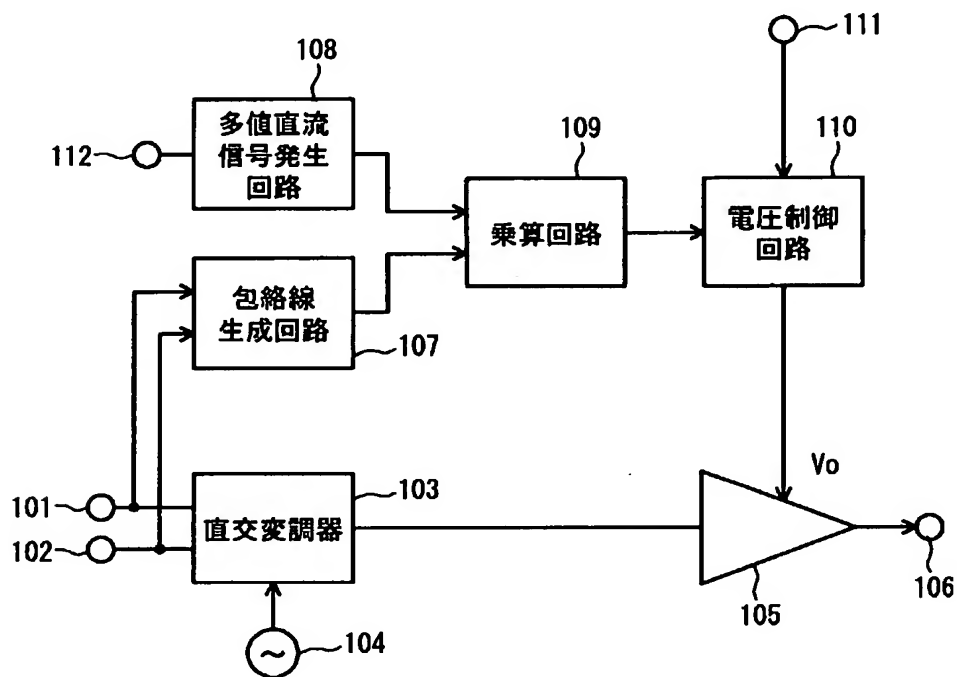 111
108
多値直流
信号発生
回路
112
109
乗算回路
110
電圧制御
回路
包絡線
生成回路
107
Vo
101
102
103
直交変調器
104
105
106
~